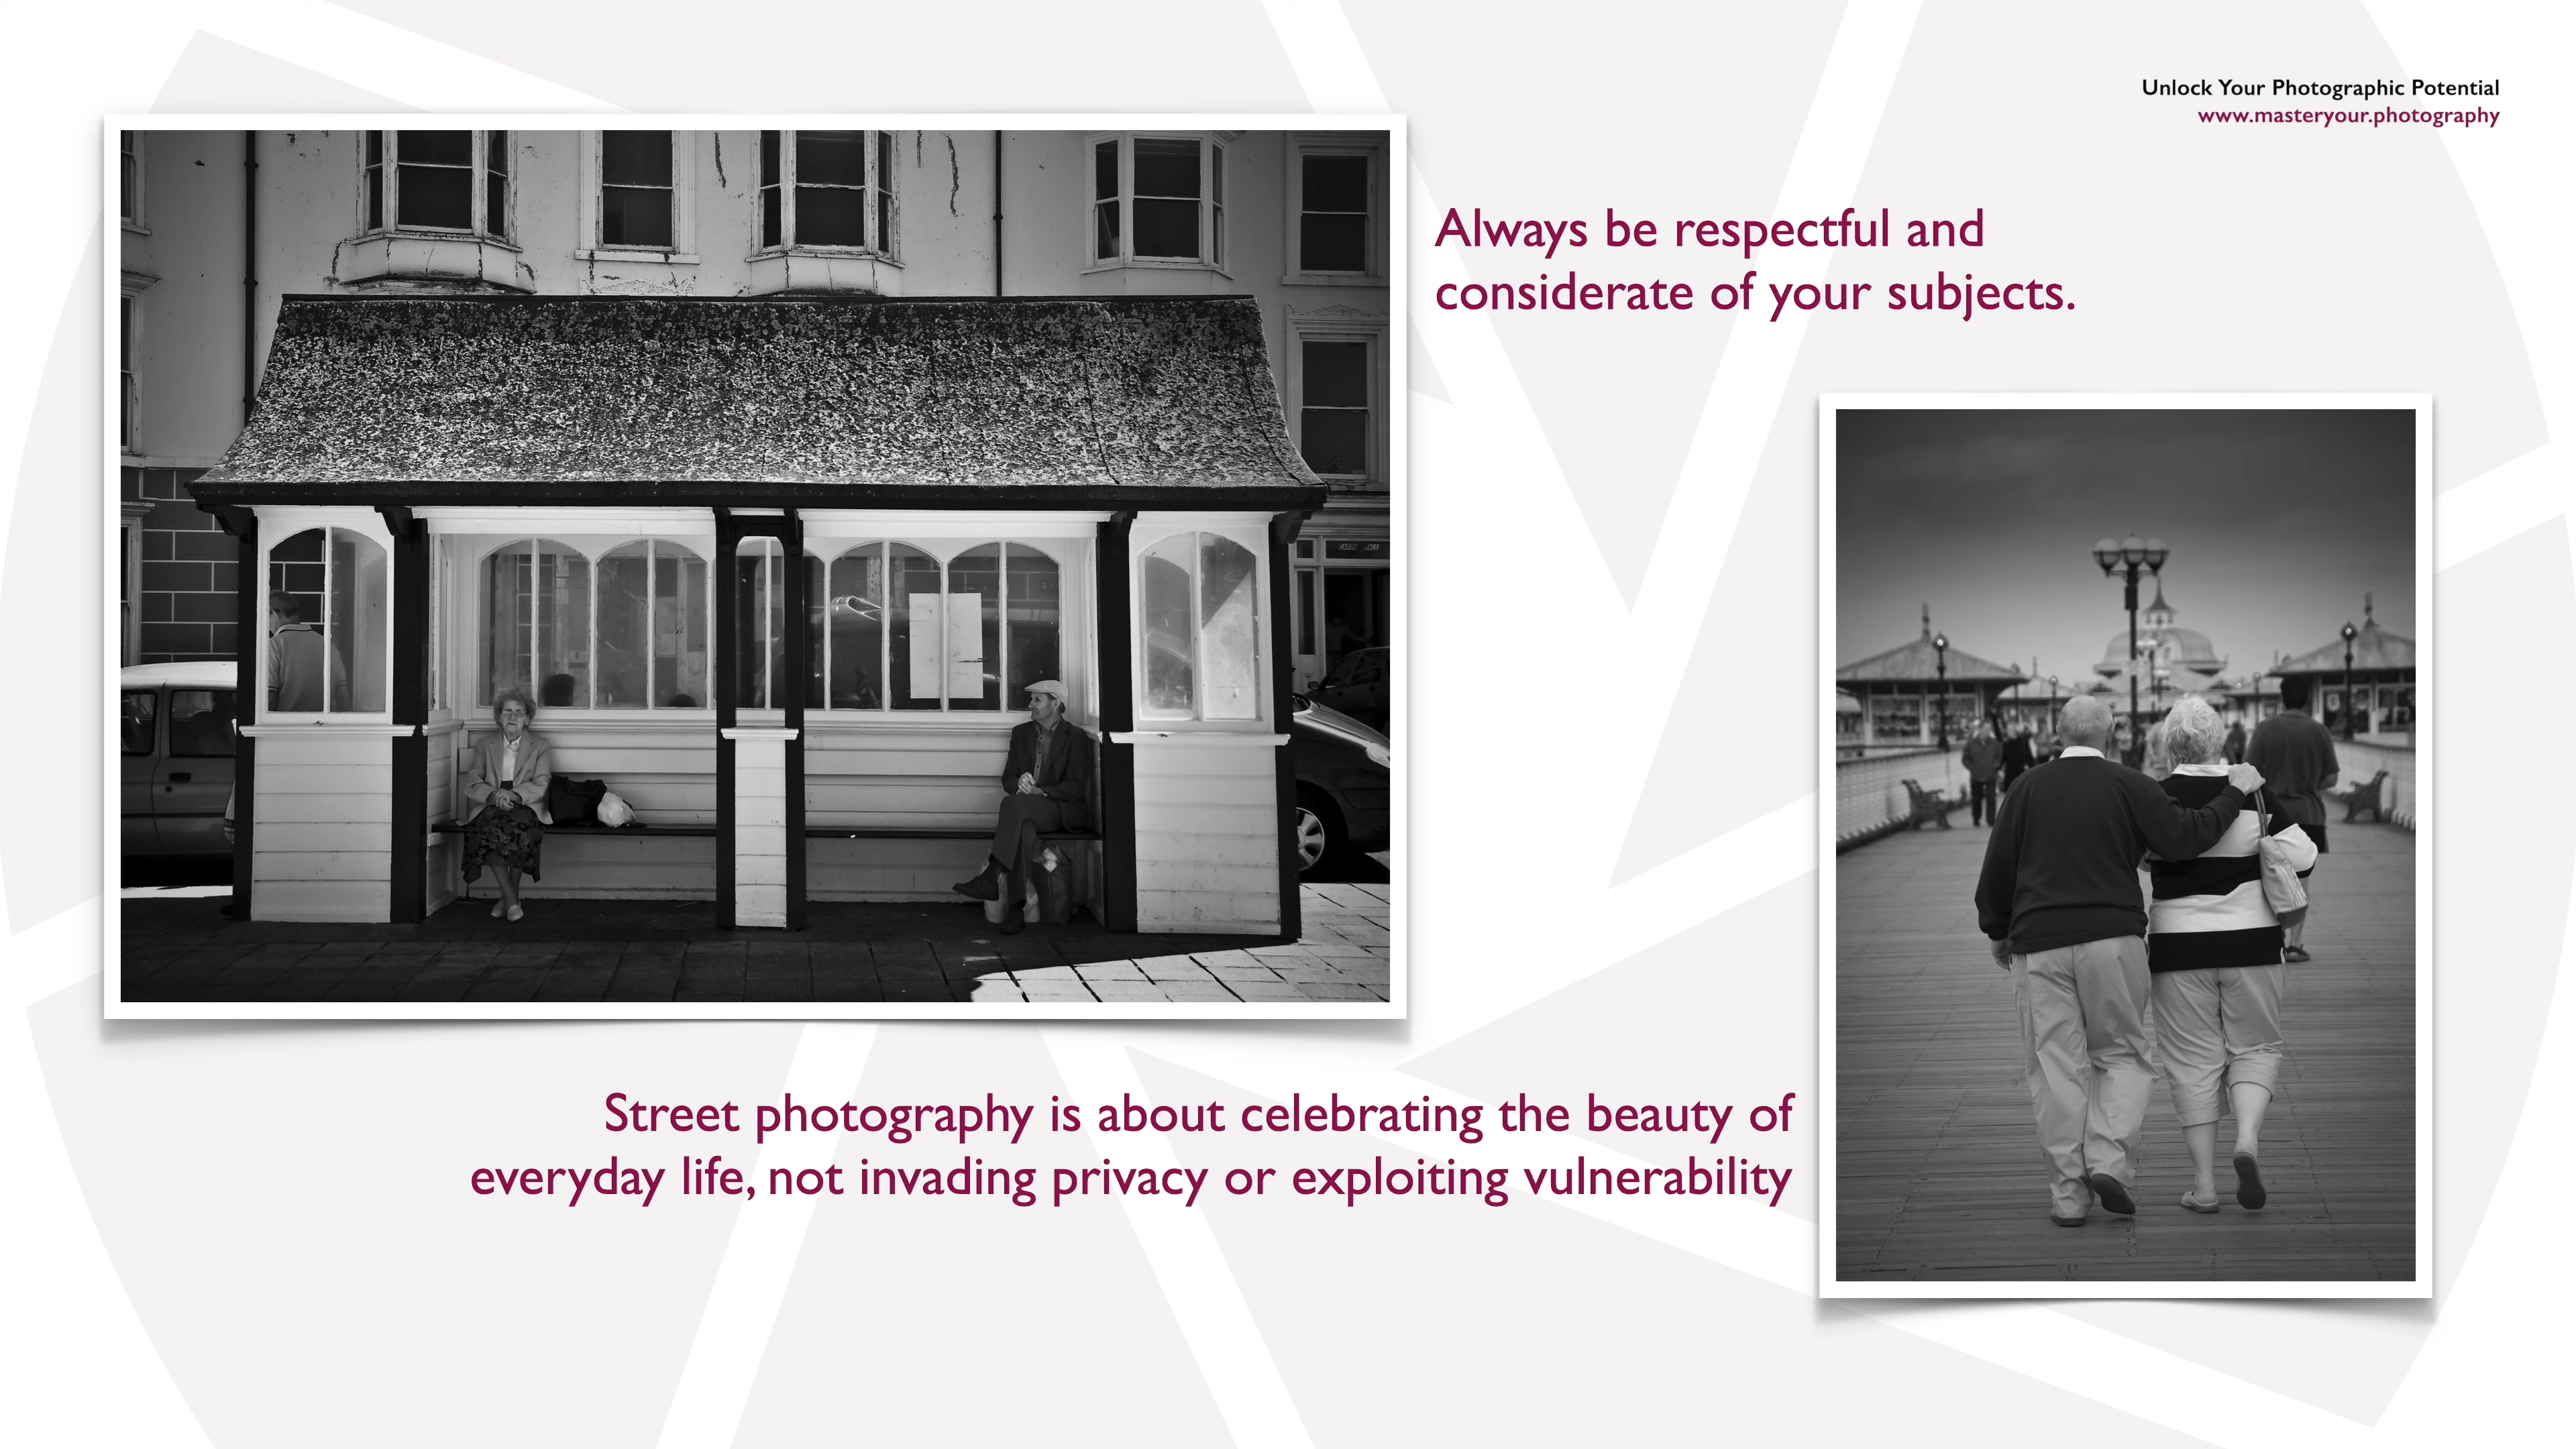 Unlock Your Photographic Potential
www.masteryour.photography
Always be respectful and
considerate of your subjects.
Street photography is about celebrating the beauty of
everyday life, not invading privacy or exploiting vulnerability